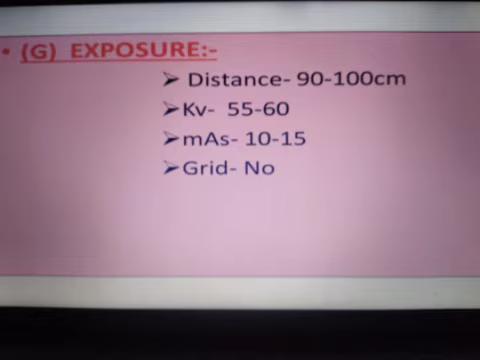 • (G) EXPOSURE:-
➢ Distance- 90-100cm
➢Kv- 55-60
➢mAs- 10-15
➢Grid- No